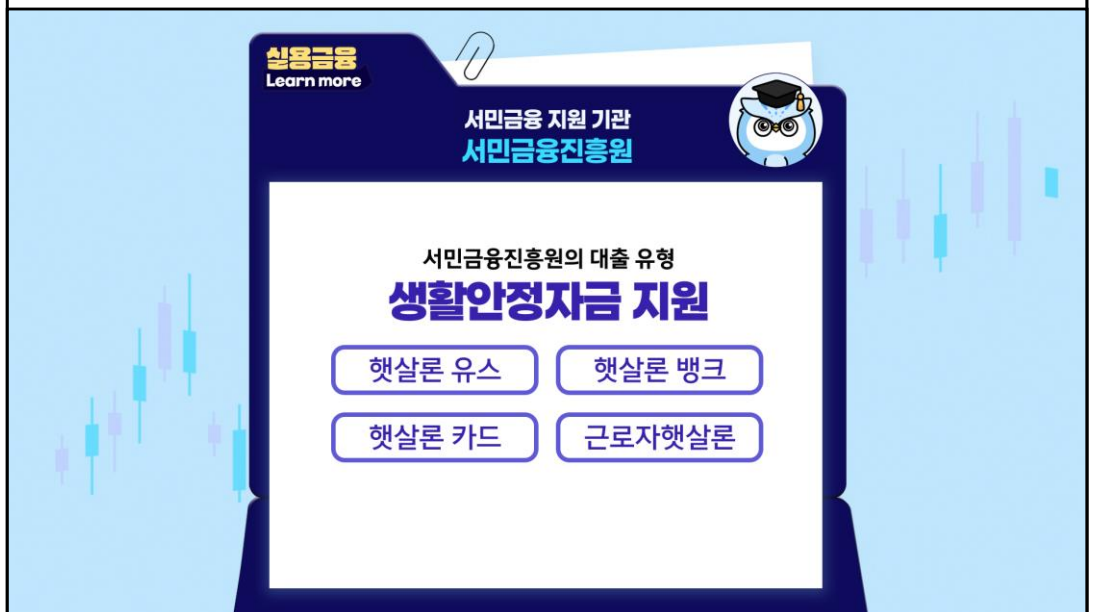 실용금융
Learn more
서민금융 지원 기관
서민금융진흥원
서민금융진흥원의 대출 유형
생활안정자금 지원
햇살론 유스
햇살론 뱅크
햇살론 카드
근로자햇살론